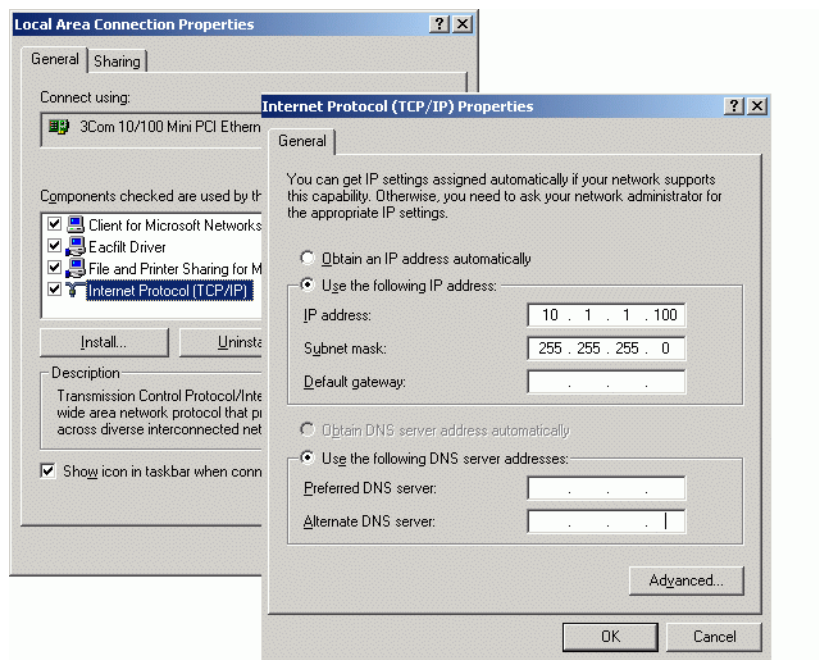 Local Area Connection Properties
General
Sharing
Connect using:
3Com 10/100 Mini PCI Ethern
Components checked are used by th
Client for Microsoft Networks
Eacfilt Driver
File and Printer Sharing for M
Internet Protocol (TCP/IP)
Install...
Uninsta
Description
Transmission Control Protocol/Inte
wide area network protocol that pr
across diverse interconnected net
Show icon in taskbar when conn
Internet Protocol (TCP/IP) Properties
General
You can get IP settings assigned automatically if your network supports
this capability. Otherwise, you need to ask your network administrator for
the appropriate IP settings.
Obtain an IP address automatically
Use the following IP address:
IP address: 10 . 1 . 1 . 100
Subnet mask: 255 . 255 . 255 . 0
Default gateway: . . .
Obtain DNS server address automatically
Use the following DNS server addresses:
Preferred DNS server: . . .
Alternate DNS server: . . .
Advanced...
OK
Cancel